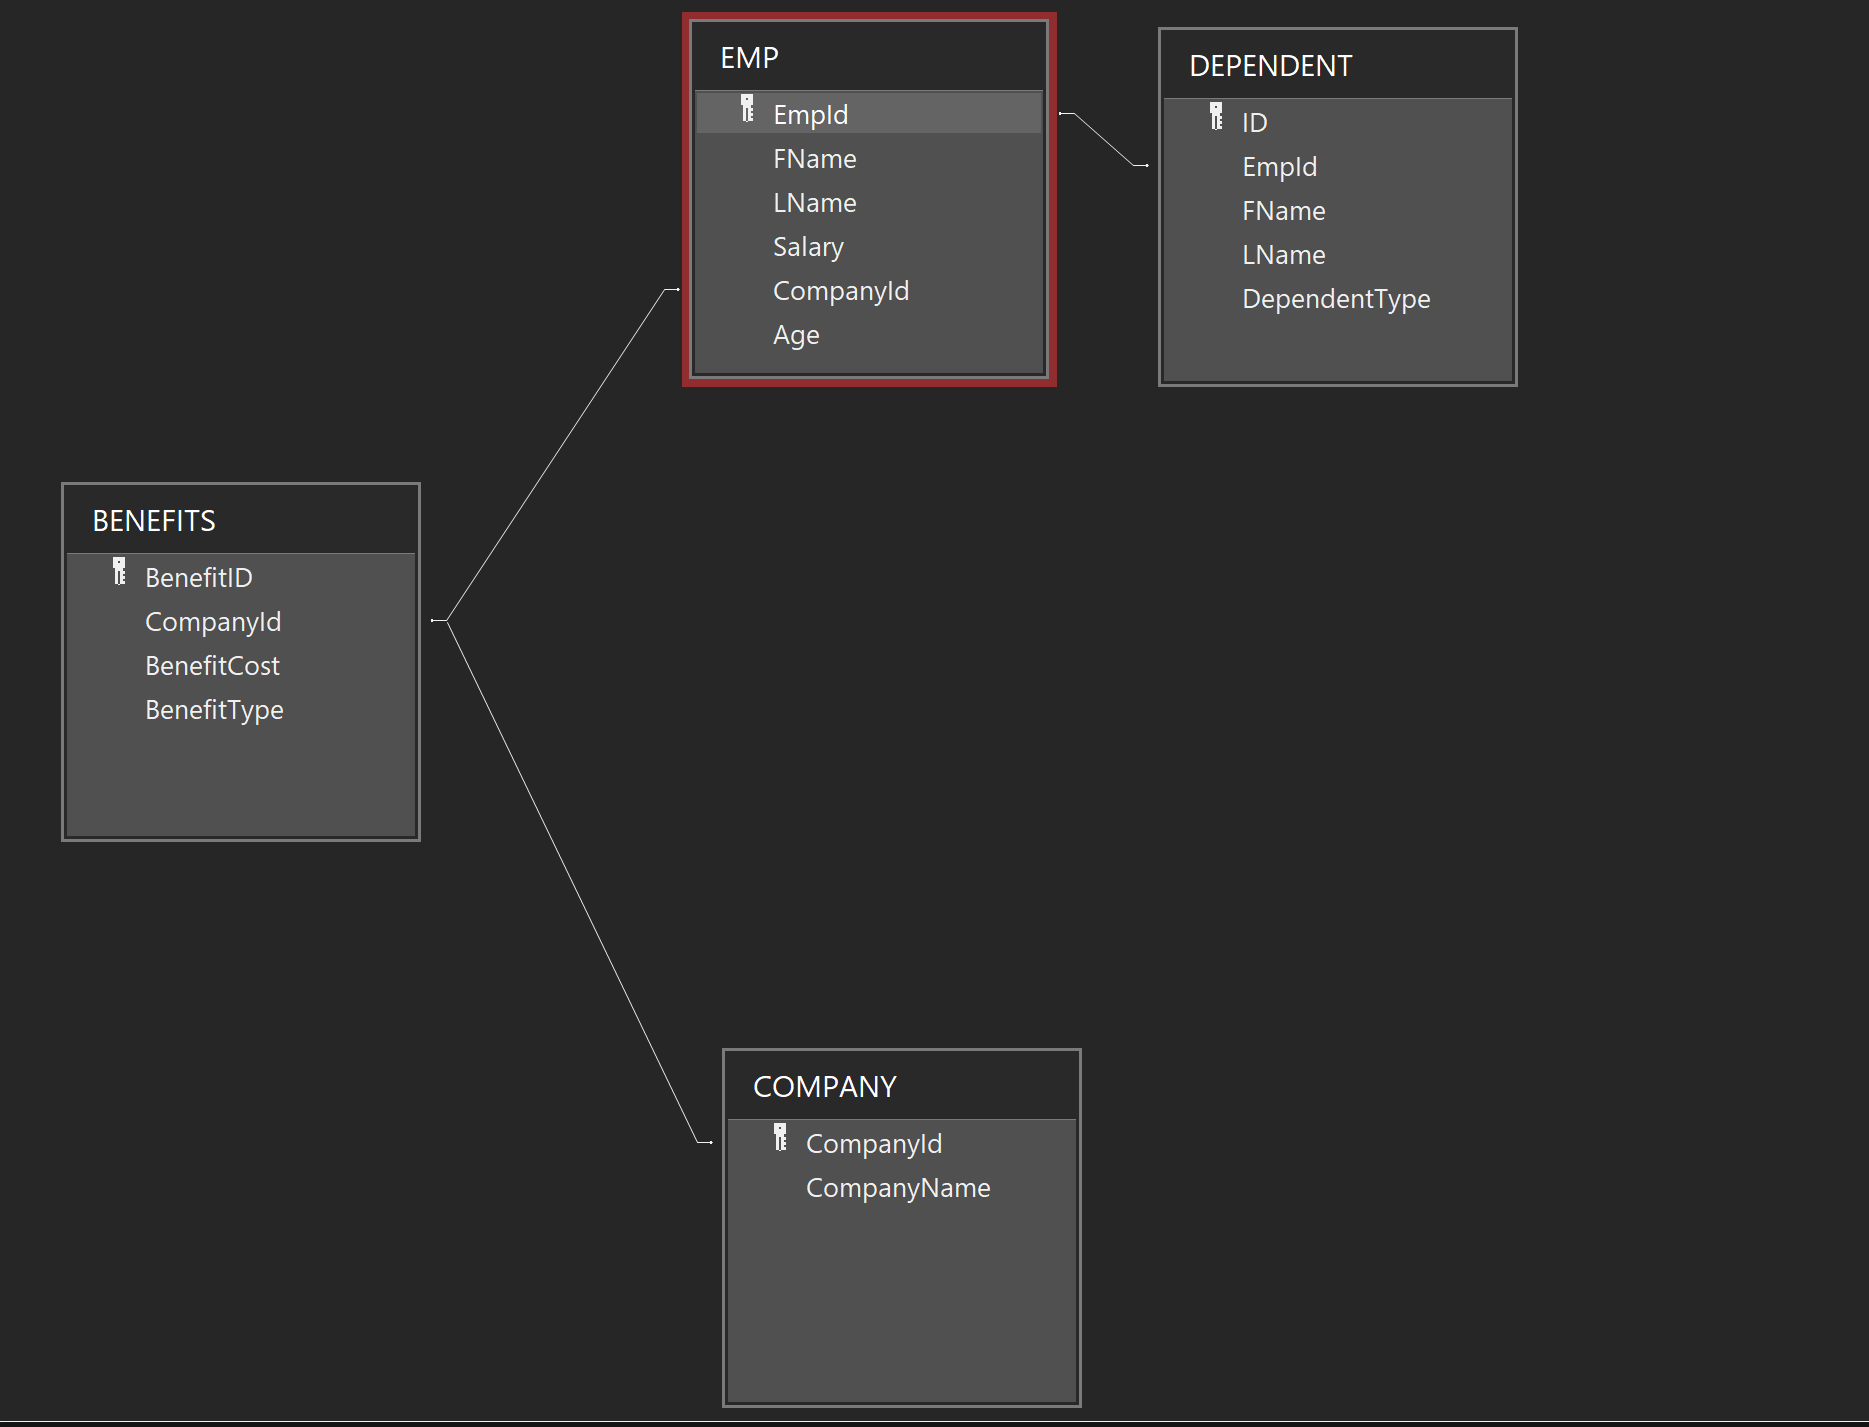 EMP
EmpId
FName
LName
Salary
CompanyId
Age
DEPENDENT
ID
EmpId
FName
LName
DependentType
BENEFITS
BenefitID
CompanyId
BenefitCost
BenefitType
COMPANY
CompanyId
CompanyName